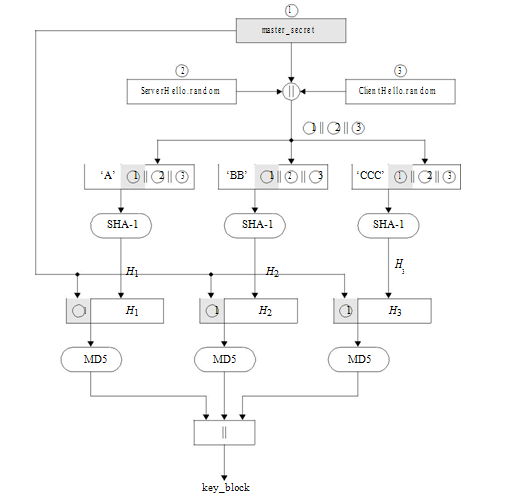 ①
master_secret
② ③
ServerHello.random || ClientHello.random
① || ② || ③
‘A’ ① || ② || ③ ‘BB’ ① || ② || ③ ‘CCC’ ① || ② || ③
SHA-1 SHA-1 SHA-1
H1 H2 H3
① H1 ① H2 ① H3
MD5 MD5 MD5
||
key_block